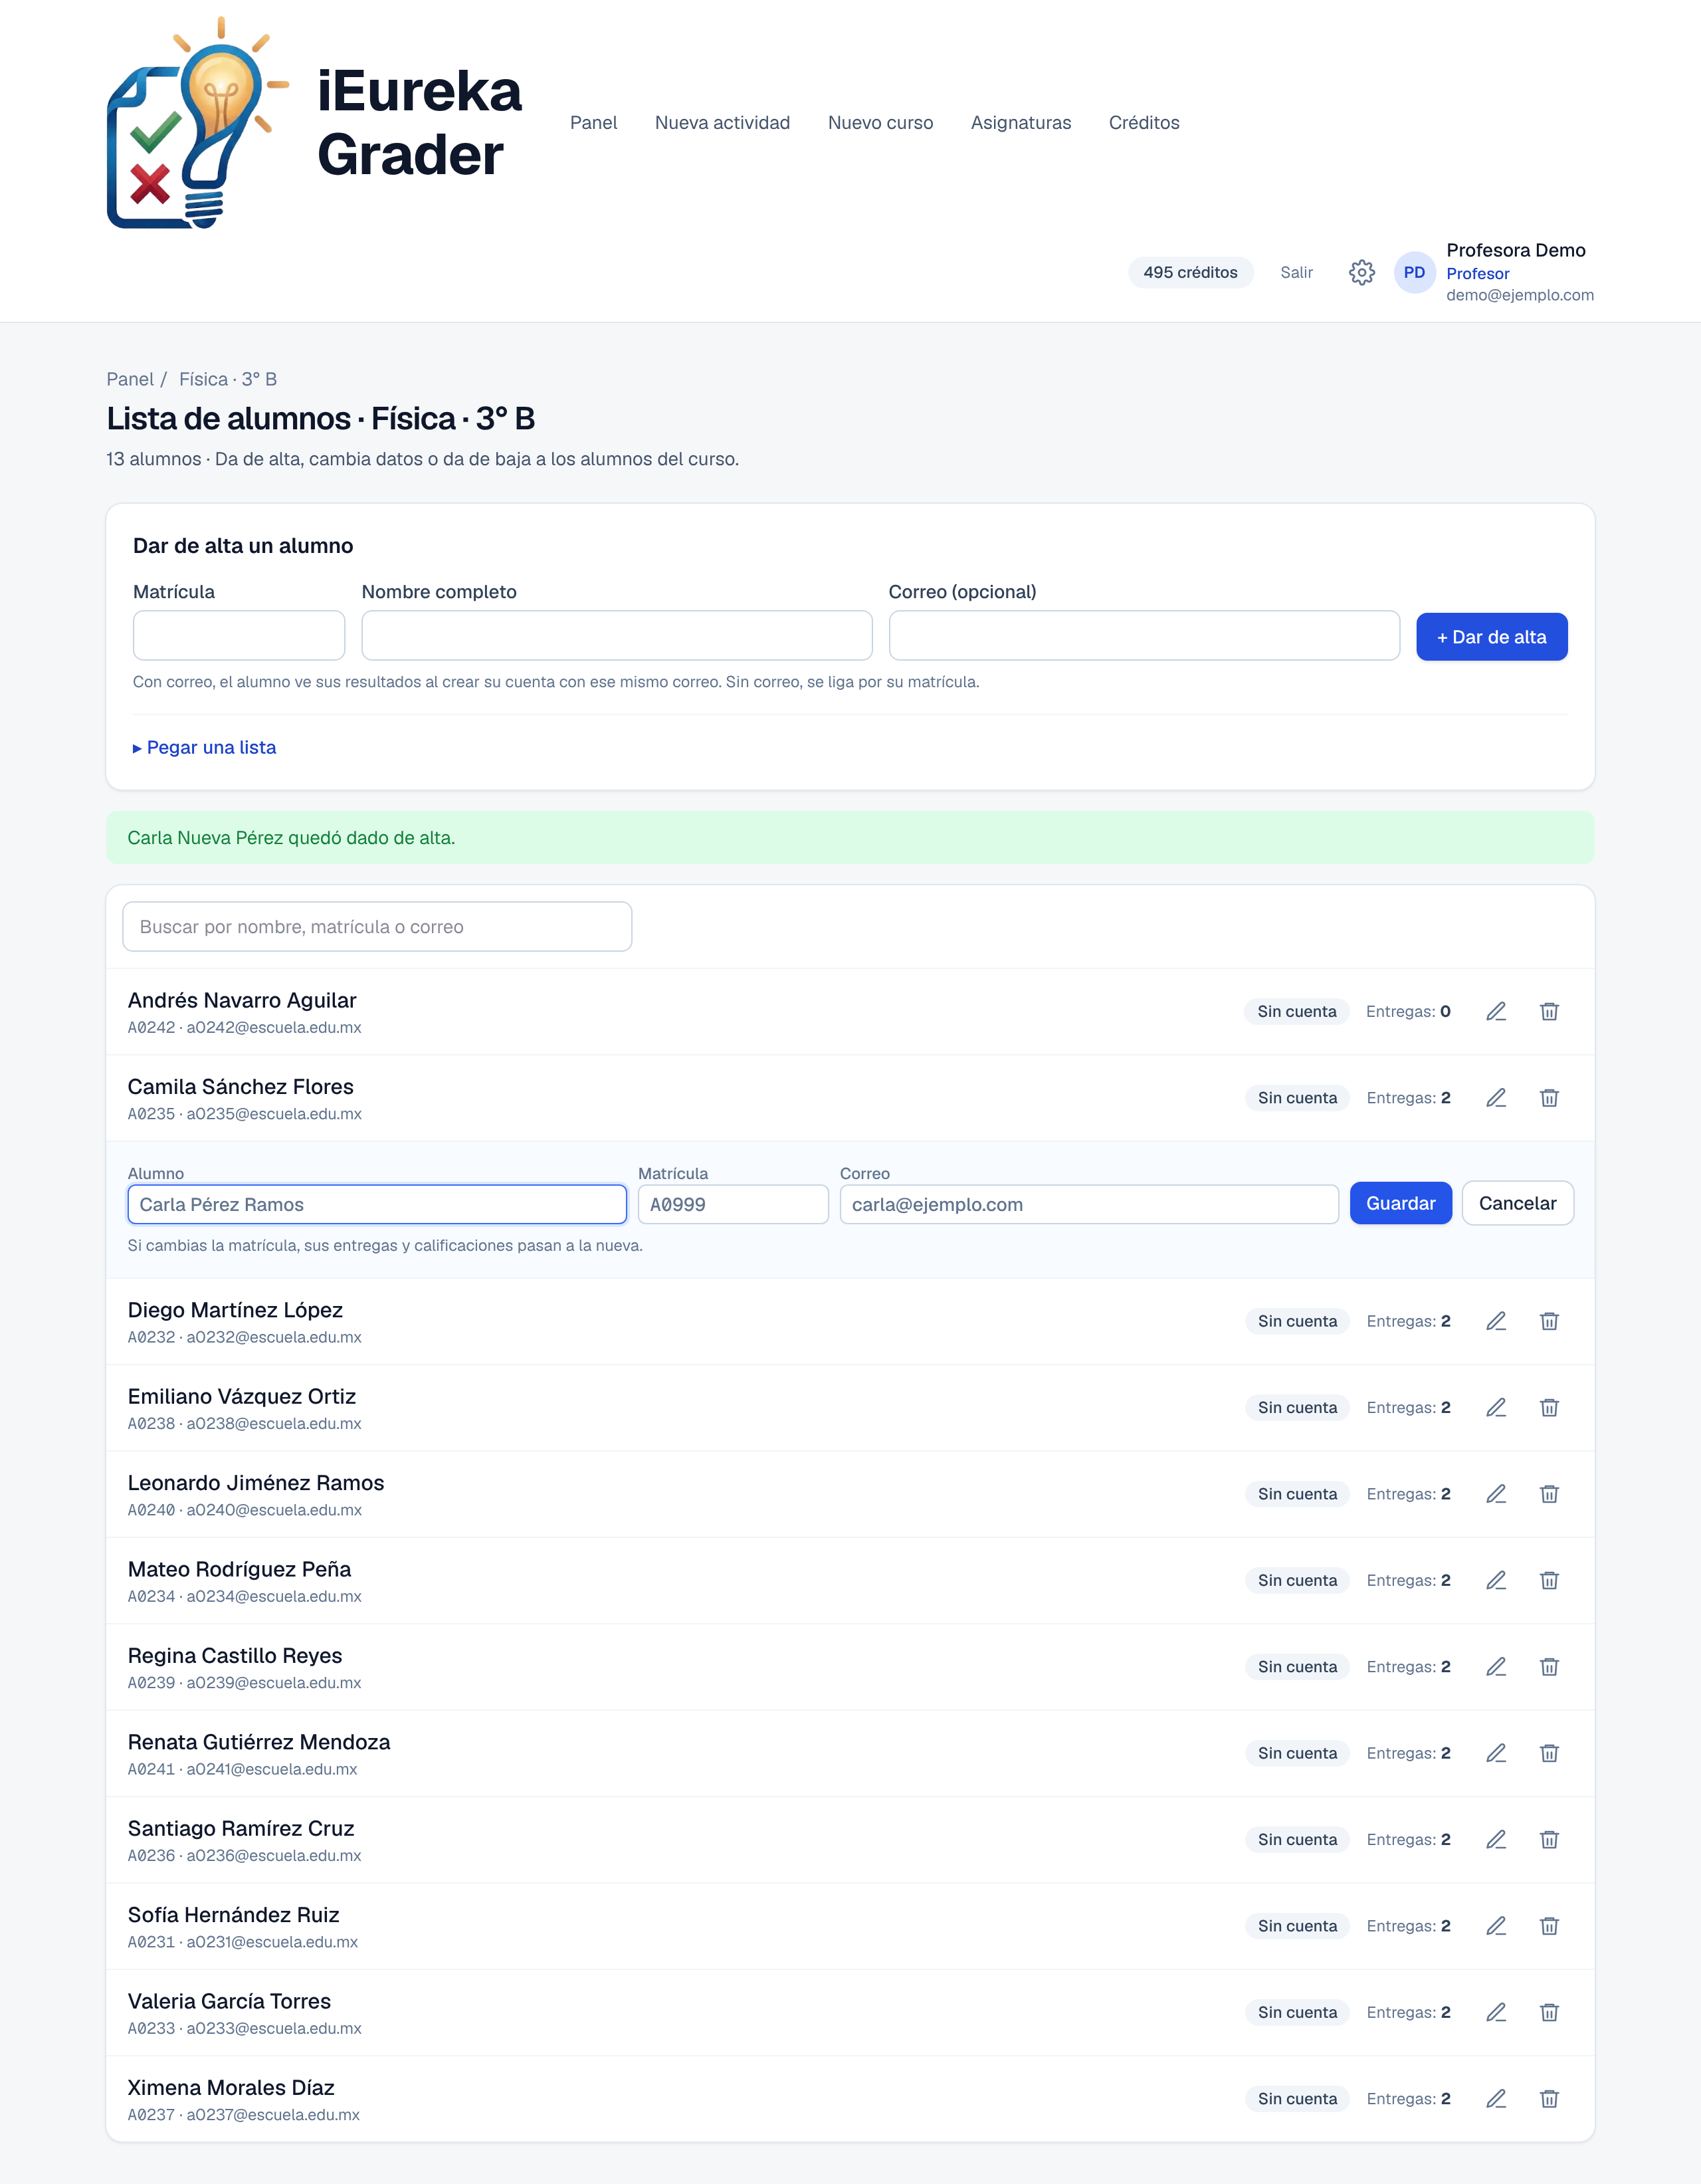 iEureka
Grader
Panel
Nueva actividad
Nuevo curso
Asignaturas
Créditos
495 créditos
Salir
PD
Profesora Demo
Profesor
demo@ejemplo.com
Panel / Física · 3° B
Lista de alumnos · Física · 3° B
13 alumnos · Da de alta, cambia datos o da de baja a los alumnos del curso.
Dar de alta un alumno
Matrícula
Nombre completo
Correo (opcional)
+ Dar de alta
Con correo, el alumno ve sus resultados al crear su cuenta con ese mismo correo. Sin correo, se liga por su matrícula.
▸ Pegar una lista
Carla Nueva Pérez quedó dado de alta.
Buscar por nombre, matrícula o correo
Andrés Navarro Aguilar
A0242 · a0242@escuela.edu.mx
Sin cuenta
Entregas: 0
Camila Sánchez Flores
A0235 · a0235@escuela.edu.mx
Sin cuenta
Entregas: 2
Alumno
Matrícula
Correo
Carla Pérez Ramos
A0999
carla@ejemplo.com
Guardar
Cancelar
Si cambias la matrícula, sus entregas y calificaciones pasan a la nueva.
Diego Martínez López
A0232 · a0232@escuela.edu.mx
Sin cuenta
Entregas: 2
Emiliano Vázquez Ortiz
A0238 · a0238@escuela.edu.mx
Sin cuenta
Entregas: 2
Leonardo Jiménez Ramos
A0240 · a0240@escuela.edu.mx
Sin cuenta
Entregas: 2
Mateo Rodríguez Peña
A0234 · a0234@escuela.edu.mx
Sin cuenta
Entregas: 2
Regina Castillo Reyes
A0239 · a0239@escuela.edu.mx
Sin cuenta
Entregas: 2
Renata Gutiérrez Mendoza
A0241 · a0241@escuela.edu.mx
Sin cuenta
Entregas: 2
Santiago Ramírez Cruz
A0236 · a0236@escuela.edu.mx
Sin cuenta
Entregas: 2
Sofía Hernández Ruiz
A0231 · a0231@escuela.edu.mx
Sin cuenta
Entregas: 2
Valeria García Torres
A0233 · a0233@escuela.edu.mx
Sin cuenta
Entregas: 2
Ximena Morales Díaz
A0237 · a0237@escuela.edu.mx
Sin cuenta
Entregas: 2